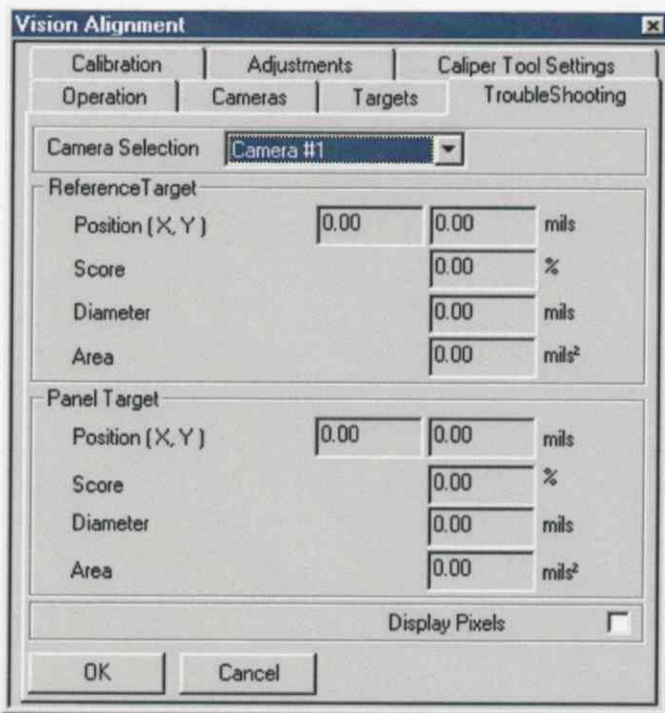 Vision Alignment
Calibration Adjustments Caliper Tool Settings
Operation Cameras Targets TroubleShooting
Camera Selection Camera #1
ReferenceTarget
Position (X, Y) 0.00 0.00 mils
Score 0.00 %
Diameter 0.00 mils
Area 0.00 mils²
Panel Target
Position (X, Y) 0.00 0.00 mils
Score 0.00 %
Diameter 0.00 mils
Area 0.00 mils²
Display Pixels
OK Cancel